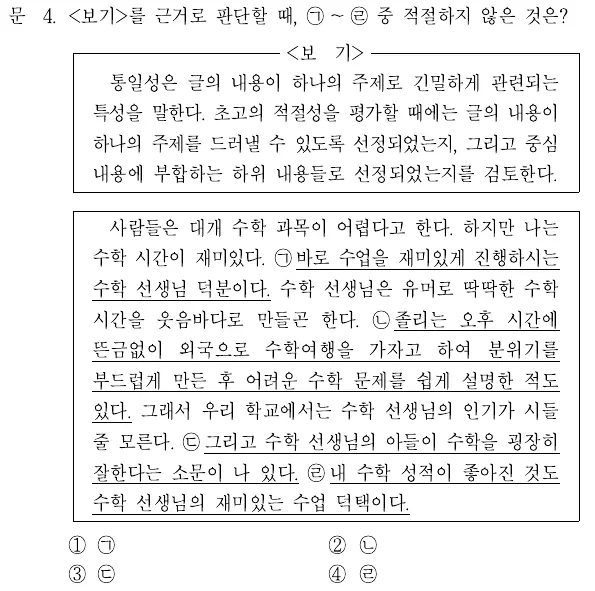 문 4. <보기>를 근거로 판단할 때, ㉠ ~ ㉣ 중 적절하지 않은 것은?
<보 기>
통일성은 글의 내용이 하나의 주제로 긴밀하게 관련되는
특성을 말한다. 초고의 적절성을 평가할 때에는 글의 내용이
하나의 주제를 드러낼 수 있도록 선정되었는지, 그리고 중심
내용에 부합하는 하위 내용들로 선정되었는지를 검토한다.
사람들은 대개 수학 과목이 어렵다고 한다. 하지만 나는
수학 시간이 재미있다. ㉠바로 수업을 재미있게 진행하시는
수학 선생님 덕분이다. 수학 선생님은 유머로 딱딱한 수학
시간을 웃음바다로 만들곤 한다. ㉡졸리는 오후 시간에
뜬금없이 외국으로 수학여행을 가자고 하여 분위기를
부드럽게 만든 후 어려운 수학 문제를 쉽게 설명한 적도
있다. 그래서 우리 학교에서는 수학 선생님의 인기가 시들
줄 모른다. ㉢그리고 수학 선생님의 아들이 수학을 굉장히
잘한다는 소문이 나 있다. ㉣내 수학 성적이 좋아진 것도
수학 선생님의 재미있는 수업 덕택이다.
① ㉠ ② ㉡
③ ㉢ ④ ㉣